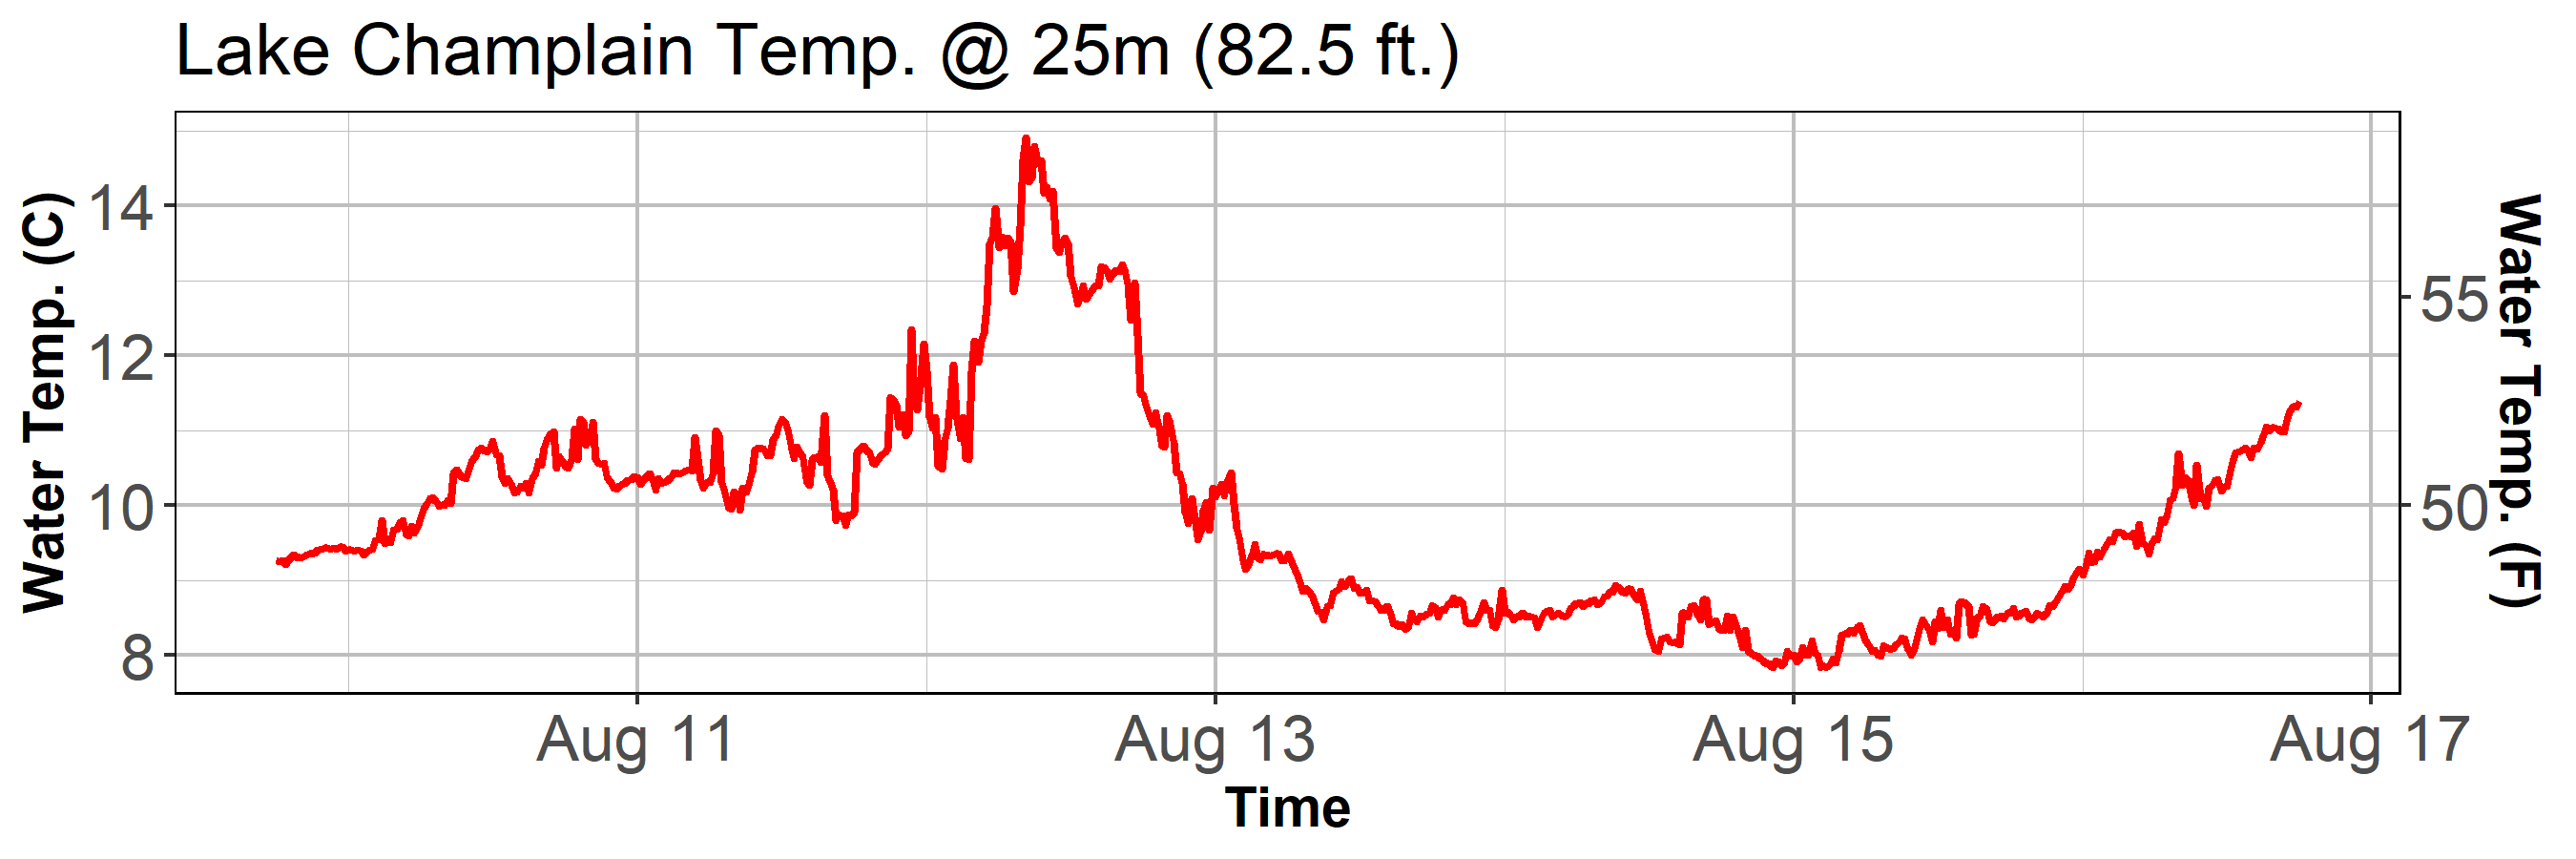 Lake Champlain Temp. @ 25m (82.5 ft.)
Water Temp. (C)
14
12
10
8
55
50
Water Temp. (F)
Aug 11 Aug 13 Aug 15 Aug 17
Time